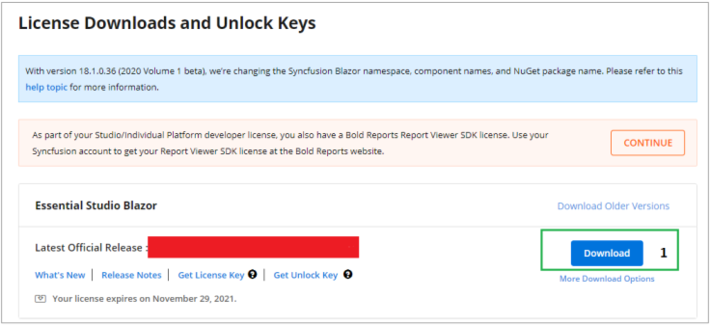 License Downloads and Unlock Keys
With version 18.1.0.36 (2020 Volume 1 beta), we're changing the Syncfusion Blazor namespace, component names, and NuGet package name. Please refer to this
help topic for more information.
As part of your Studio/Individual Platform developer license, you also have a Bold Reports Report Viewer SDK license. Use your
Syncfusion account to get your Report Viewer SDK license at the Bold Reports website.
CONTINUE
Essential Studio Blazor
Download Older Versions
Latest Official Release :
Download 1
What's New | Release Notes | Get License Key ? | Get Unlock Key ?
More Download Options
Your license expires on November 29, 2021.